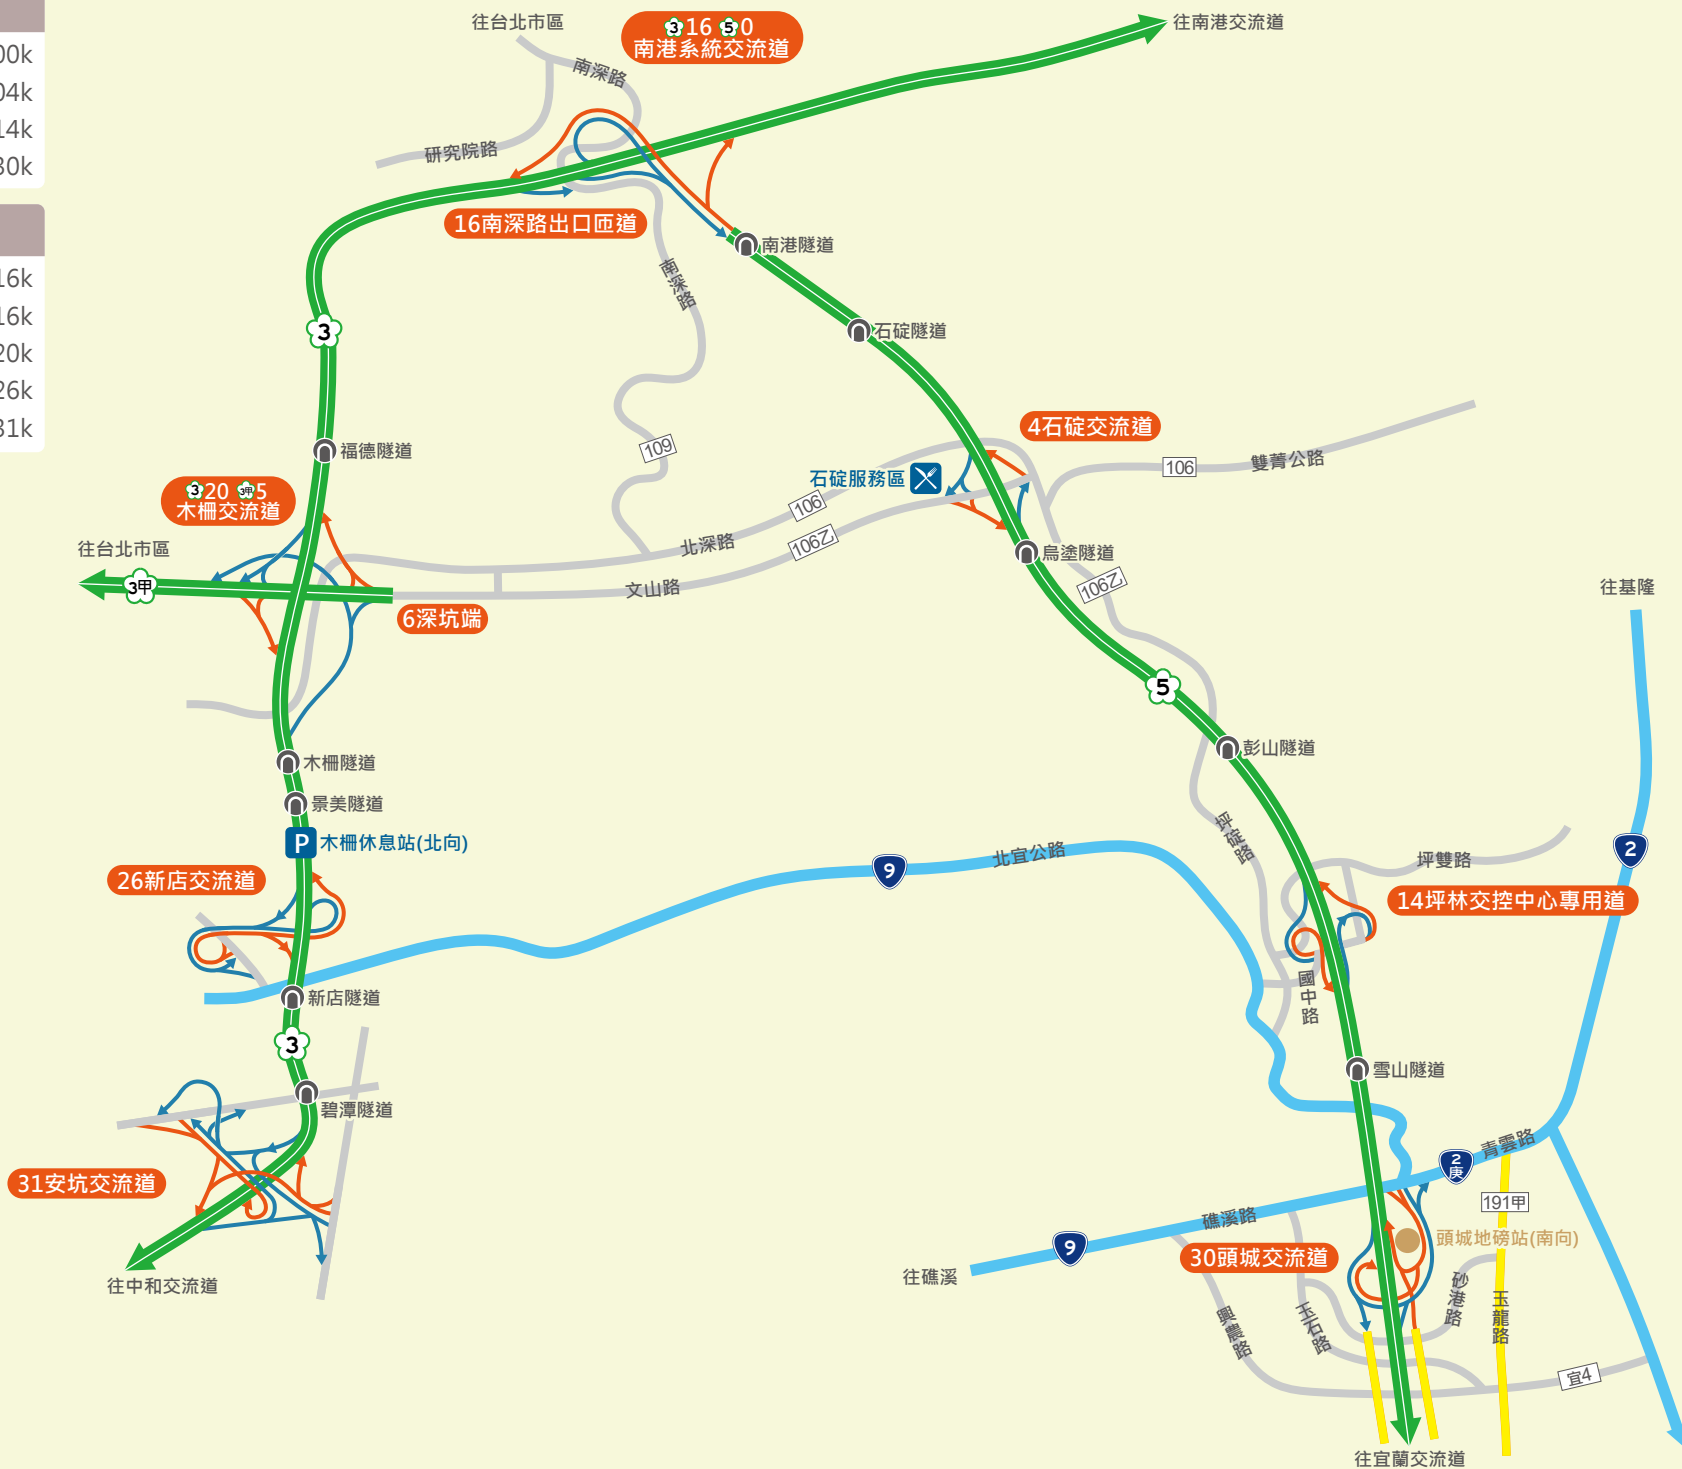 00k
04k
14k
30k
16k
16k
20k
26k
31k
往台北市區
3 16 5 0
南港系統交流道
往南港交流道
南深路
研究院路
16南深路出口匝道
南港隧道
南深路
3
石碇隧道
福德隧道
109
4石碇交流道
106
雙菁公路
石碇服務區
3 20 3甲 5
木柵交流道
106
106乙
北深路
往台北市區
烏塗隧道
3甲
文山路
106乙
6深坑端
往基隆
5
木柵隧道
彭山隧道
景美隧道
P
木柵休息站(北向)
坪碇路
北宜公路
2
坪雙路
9
26新店交流道
14坪林交控中心專用道
新店隧道
國中路
3
雪山隧道
碧潭隧道
青雲路
2庚
31安坑交流道
191甲
礁溪路
頭城地磅站(南向)
9
30頭城交流道
往礁溪
往中和交流道
砂港路
玉龍路
玉石路
興農路
宜4
往宜蘭交流道